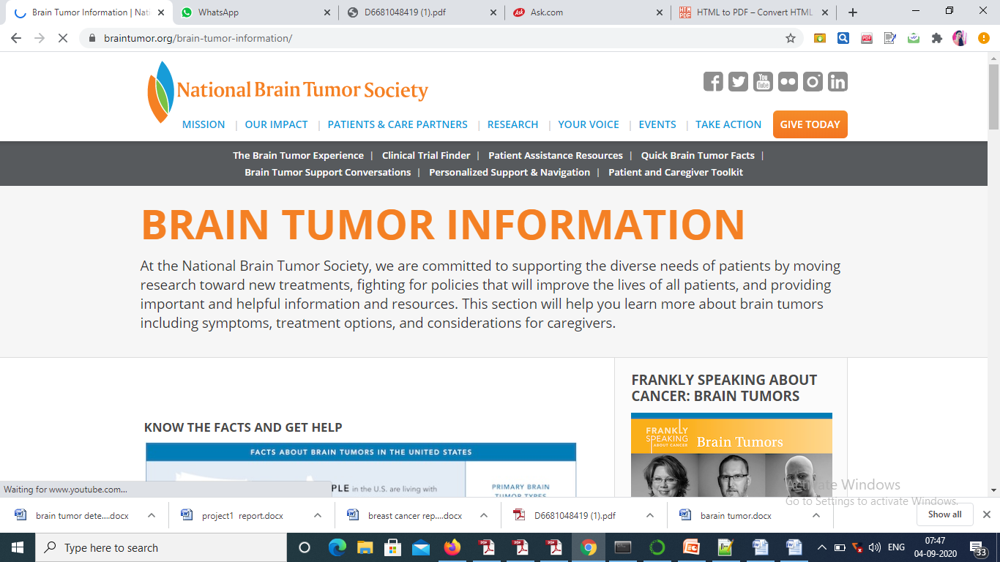 Brain Tumor Information | Nati
WhatsApp
D6681048419 (1).pdf
Ask.com
HTML to PDF – Convert HTML
braintumor.org/brain-tumor-information/
National Brain Tumor Society
MISSION | OUR IMPACT | PATIENTS & CARE PARTNERS | RESEARCH | YOUR VOICE | EVENTS | TAKE ACTION GIVE TODAY
The Brain Tumor Experience | Clinical Trial Finder | Patient Assistance Resources | Quick Brain Tumor Facts |
Brain Tumor Support Conversations | Personalized Support & Navigation | Patient and Caregiver Toolkit
BRAIN TUMOR INFORMATION
At the National Brain Tumor Society, we are committed to supporting the diverse needs of patients by moving
research toward new treatments, fighting for policies that will improve the lives of all patients, and providing
important and helpful information and resources. This section will help you learn more about brain tumors
including symptoms, treatment options, and considerations for caregivers.
KNOW THE FACTS AND GET HELP
FACTS ABOUT BRAIN TUMORS IN THE UNITED STATES
PLE in the U.S. are living with
PRIMARY BRAIN
TUMOR TYPES
FRANKLY SPEAKING ABOUT
CANCER: BRAIN TUMORS
FRANKLY
SPEAKING
ABOUT CANCER
Brain Tumors
Activate Windows
Go to Settings to activate Windows.
Waiting for www.youtube.com...
brain tumor dete....docx
project1 report.docx
breast cancer rep....docx
D6681048419 (1).pdf
barain tumor.docx
Show all
Type here to search
ENG
07:47
04-09-2020
33